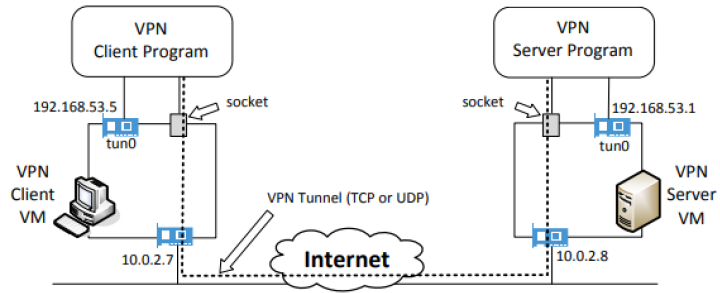 VPN
Client Program
VPN
Server Program
192.168.53.5
socket
socket
192.168.53.1
tun0
tun0
VPN
Client
VM
VPN Tunnel (TCP or UDP)
VPN
Server
VM
Internet
10.0.2.7
10.0.2.8